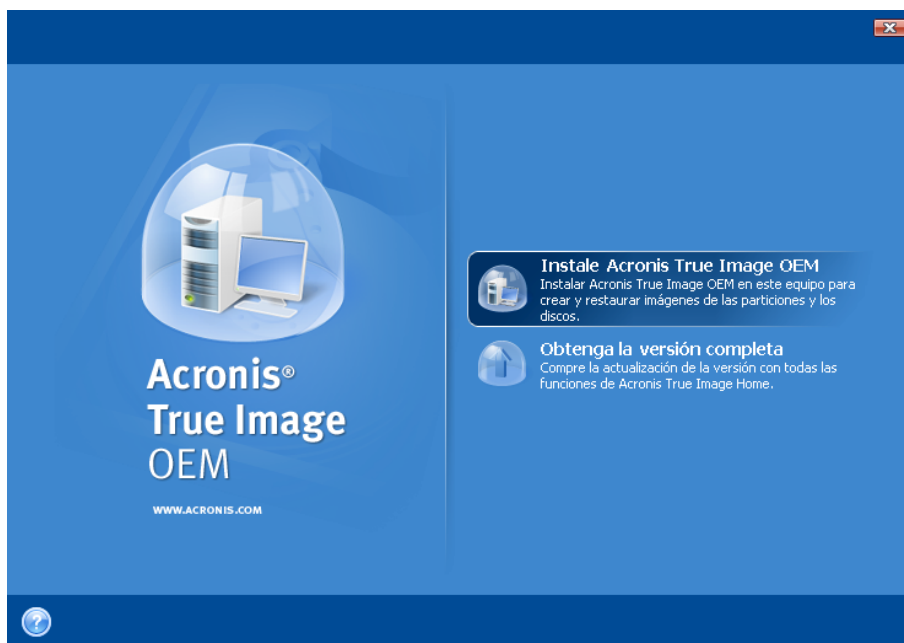 Acronis®
True Image
OEM
WWW.ACRONIS.COM
Instale Acronis True Image OEM
Instalar Acronis True Image OEM en este equipo para
crear y restaurar imágenes de las particiones y los
discos.
Obtenga la versión completa
Compre la actualización de la versión con todas las
funciones de Acronis True Image Home.
?